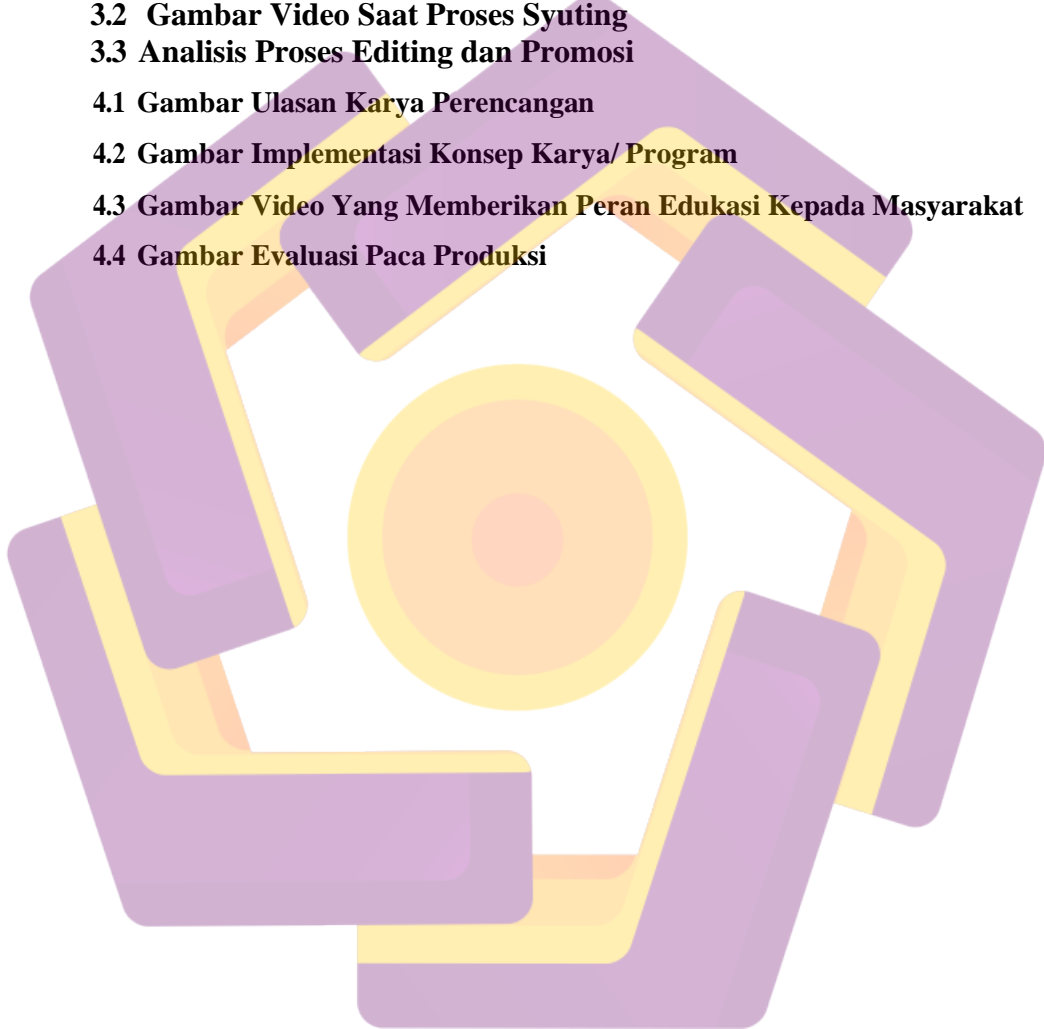 3.2 Gambar Video Saat Proses Syuting
3.3 Analisis Proses Editing dan Promosi
4.1 Gambar Ulasan Karya Perencangan
4.2 Gambar Implementasi Konsep Karya/ Program
4.3 Gambar Video Yang Memberikan Peran Edukasi Kepada Masyarakat
4.4 Gambar Evaluasi Paca Produksi